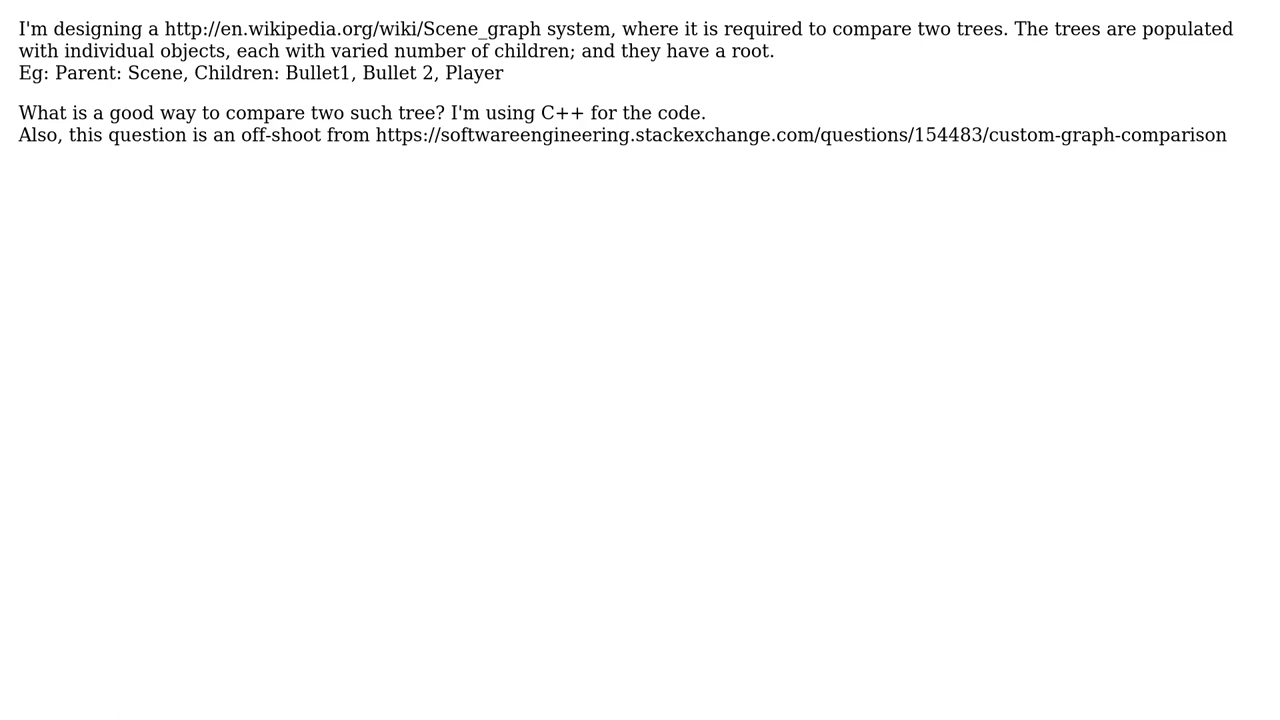 I'm designing a http://en.wikipedia.org/wiki/Scene_graph system, where it is required to compare two trees. The trees are populated
with individual objects, each with varied number of children; and they have a root.
Eg: Parent: Scene, Children: Bullet1, Bullet 2, Player
What is a good way to compare two such tree? I'm using C++ for the code.
Also, this question is an off-shoot from https://softwareengineering.stackexchange.com/questions/154483/custom-graph-comparison